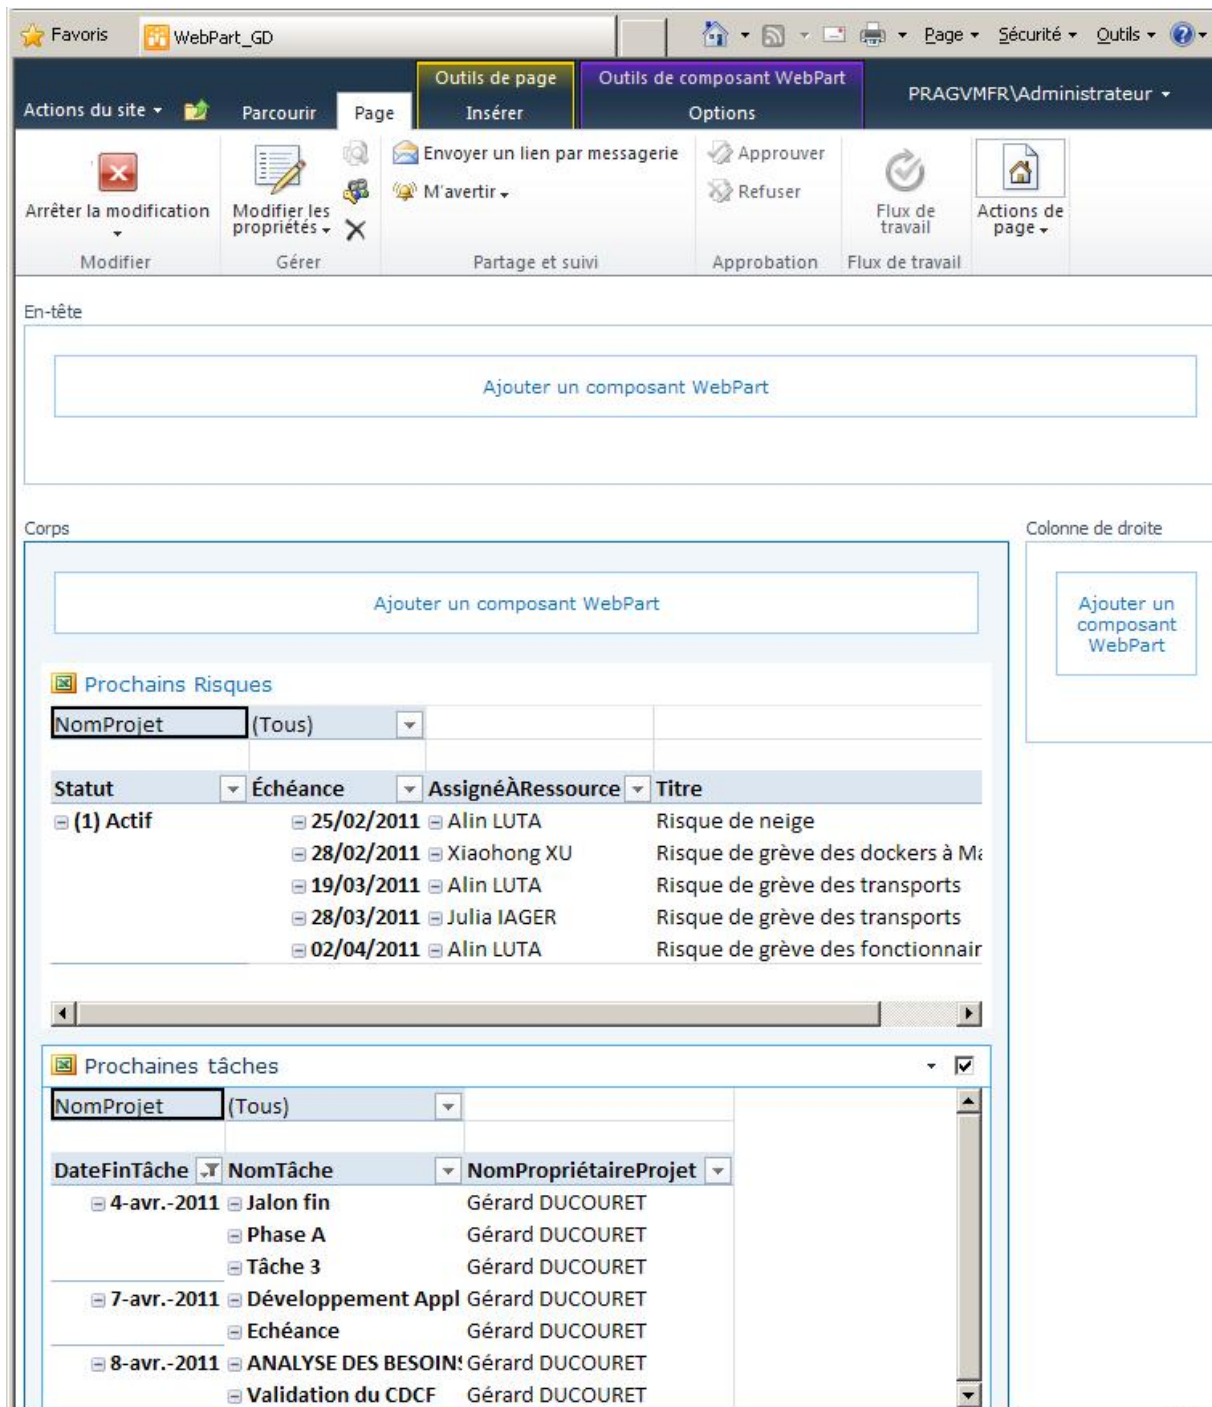 Favoris WebPart_GD Page Sécurité Outils
Outils de page Outils de composant WebPart
Actions du site Parcourir Page Insérer Options PRAGVMFR\Administrateur
Envoyer un lien par messagerie Approuver
M'avertir Refuser
Arrêter la modification Modifier les propriétés Flux de travail Actions de page
Modifier Gérer Partage et suivi Approbation Flux de travail
En-tête
Ajouter un composant WebPart
Corps Colonne de droite
Ajouter un composant WebPart
Ajouter un
composant
WebPart
Prochains Risques
NomProjet (Tous)
Statut Échéance AssignéÀRessource Titre
(1) Actif 25/02/2011 Alin LUTA Risque de neige
28/02/2011 Xiaohong XU Risque de grève des dockers à Ma
19/03/2011 Alin LUTA Risque de grève des transports
28/03/2011 Julia IAGER Risque de grève des transports
02/04/2011 Alin LUTA Risque de grève des fonctionnair
Prochaines tâches
NomProjet (Tous)
DateFinTâche NomTâche NomPropriétaireProjet
4-avr.-2011 Jalon fin Gérard DUCOURET
Phase A Gérard DUCOURET
Tâche 3 Gérard DUCOURET
7-avr.-2011 Développement Appl Gérard DUCOURET
Echéance Gérard DUCOURET
8-avr.-2011 ANALYSE DES BESOINS Gérard DUCOURET
Validation du CDCF Gérard DUCOURET